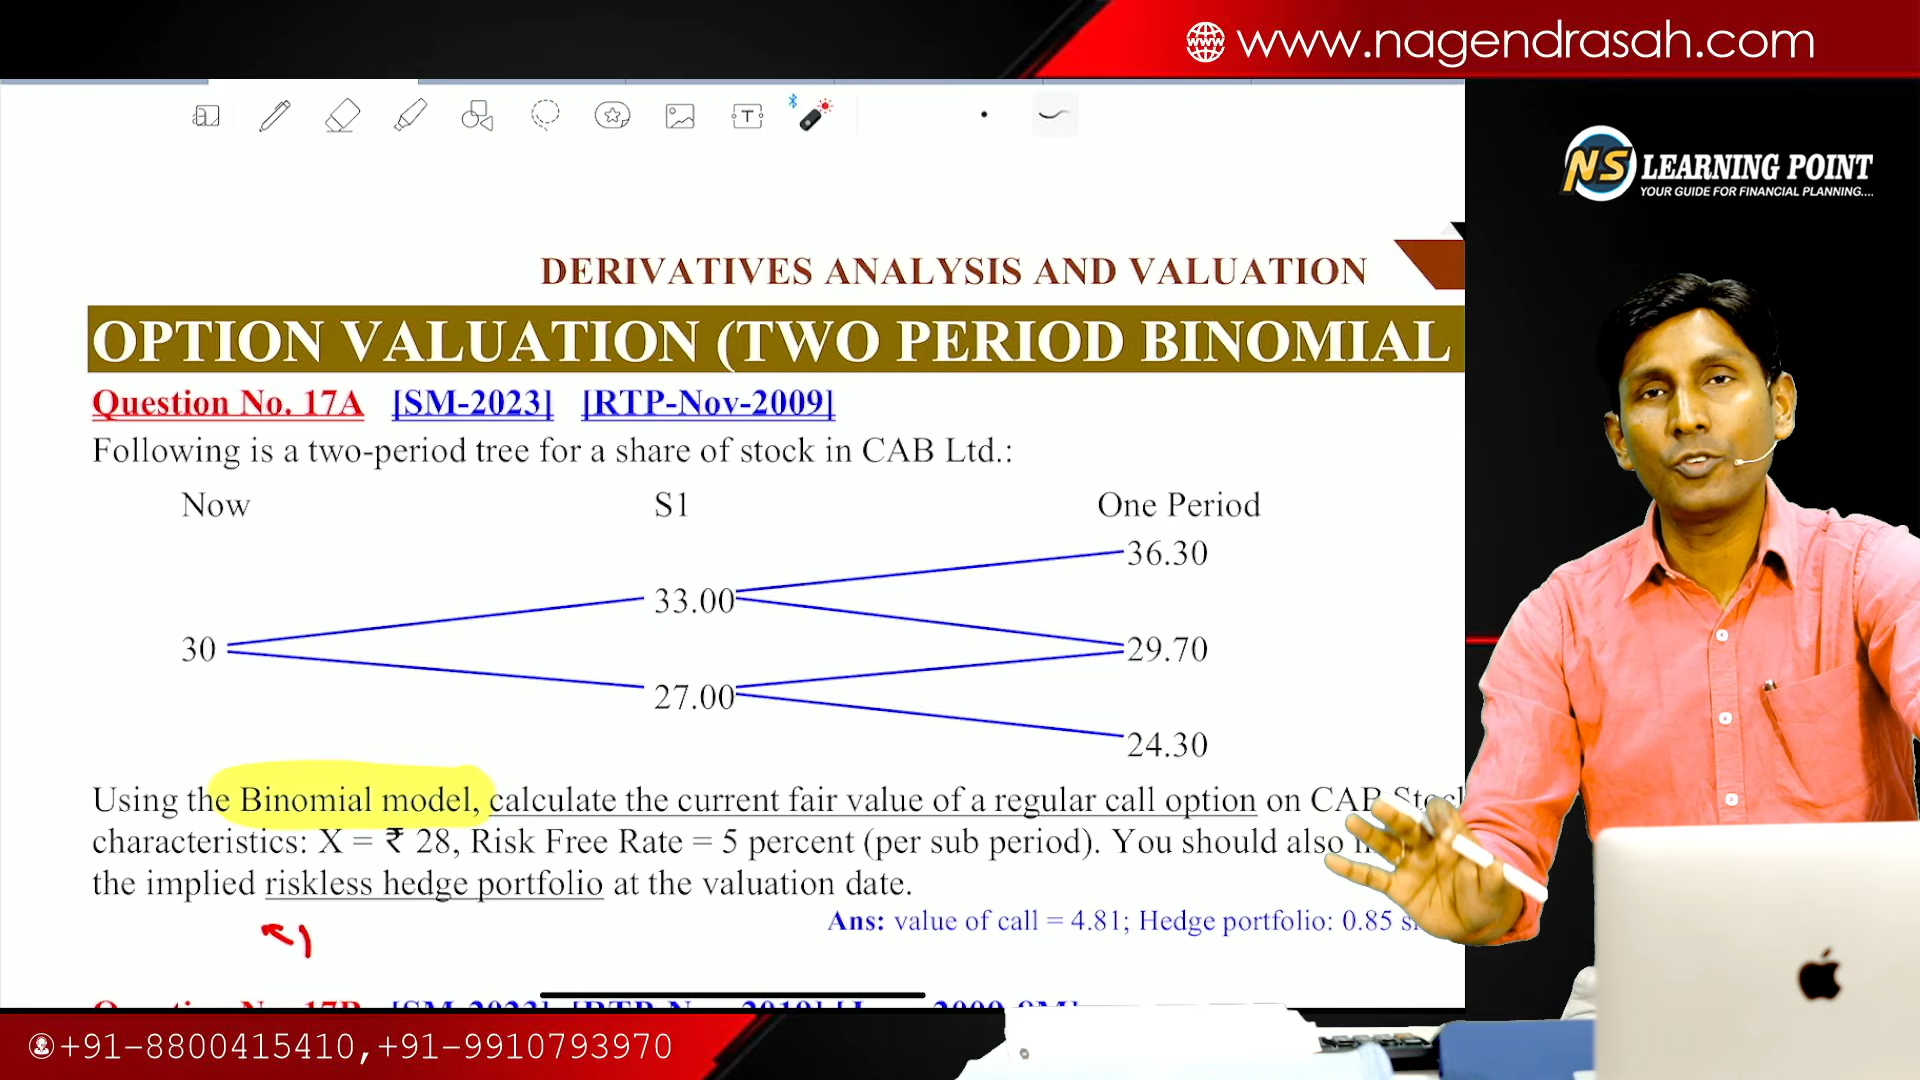 www.nagendrasah.com
NS LEARNING POINT
YOUR GUIDE FOR FINANCIAL PLANNING....
DERIVATIVES ANALYSIS AND VALUATION
OPTION VALUATION (TWO PERIOD BINOMIAL
Question No. 17A [SM-2023] [RTP-Nov-2009]
Following is a two-period tree for a share of stock in CAB Ltd.:
Now S1 One Period
36.30
33.00
30 29.70
27.00
24.30
Using the Binomial model, calculate the current fair value of a regular call option on CAB Stock
characteristics: X = ₹ 28, Risk Free Rate = 5 percent (per sub period). You should also
the implied riskless hedge portfolio at the valuation date.
Ans: value of call = 4.81; Hedge portfolio: 0.85
+91-8800415410,+91-9910793970